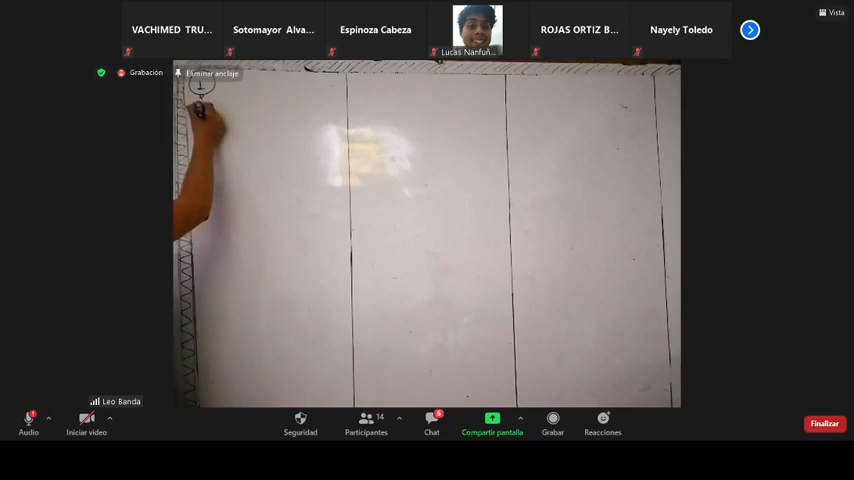 VACHIMED TRU... Sotomayor Alva... Espinoza Cabeza Lucas Nanfuñ... ROJAS ORTIZ B... Nayely Toledo
Vista
Grabación Eliminar anclaje
1
Leo Banda
14 6
Audio Iniciar video Seguridad Participantes Chat Compartir pantalla Grabar Reacciones Finalizar